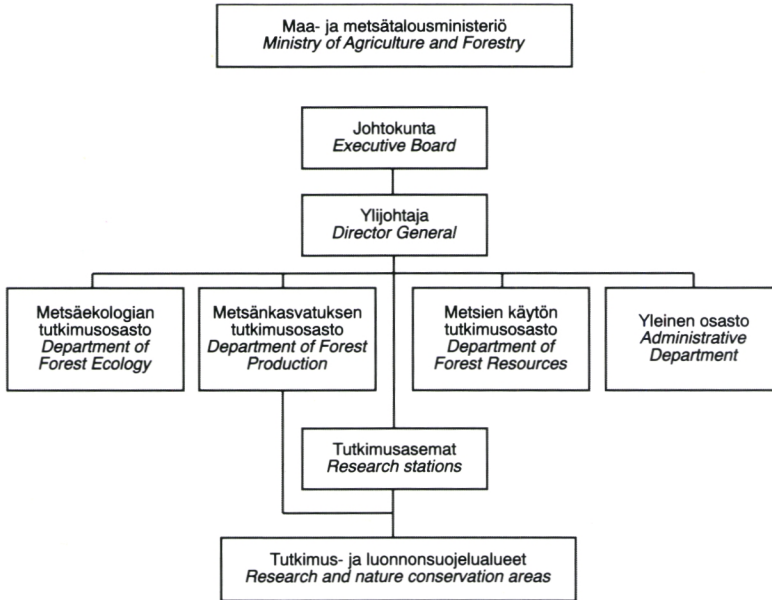 Maa- ja metsätalousministeriö
Ministry of Agriculture and Forestry
Johtokunta
Executive Board
Ylijohtaja
Director General
Metsäekologian
tutkimusosasto
Department of
Forest Ecology
Metsänkasvatuksen
tutkimusosasto
Department of Forest
Production
Metsien käytön
tutkimusosasto
Department of
Forest Resources
Yleinen osasto
Administrative
Department
Tutkimusasemat
Research stations
Tutkimus- ja luonnonsuojelualueet
Research and nature conservation areas